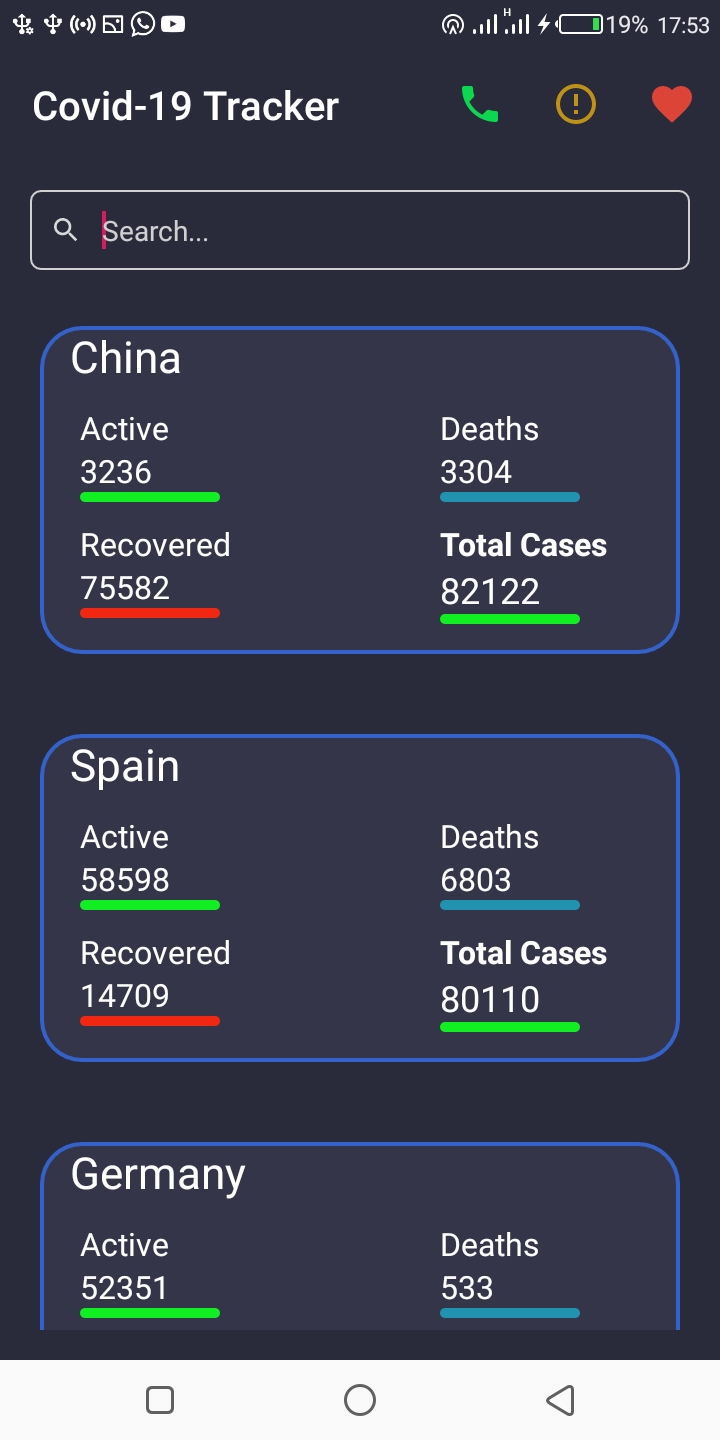 H
19% 17:53
Covid-19 Tracker
Search...
China
Active Deaths
3236 3304
Recovered Total Cases
75582 82122
Spain
Active Deaths
58598 6803
Recovered Total Cases
14709 80110
Germany
Active Deaths
52351 533